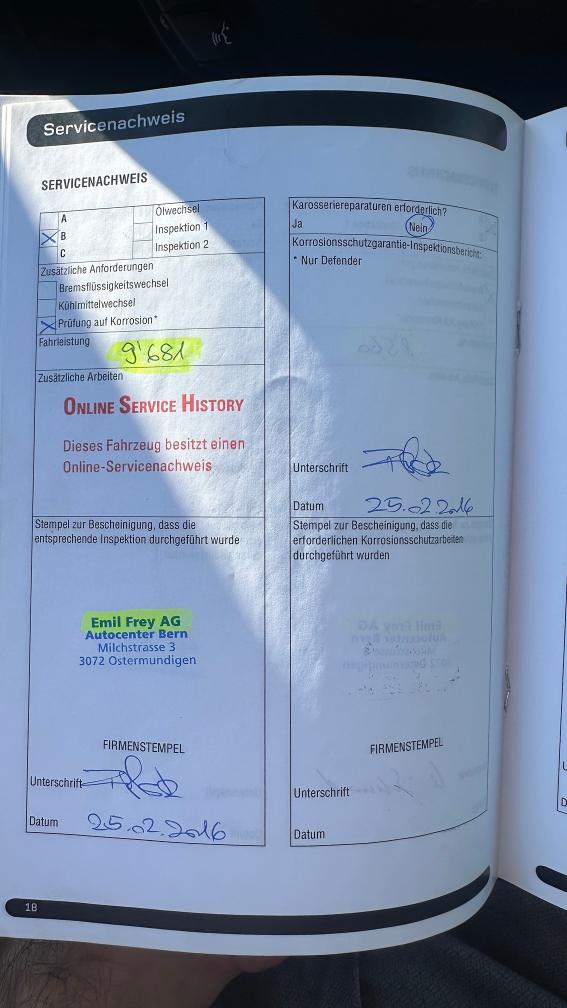 Servicenachweis
SERVICENACHWEIS
A
B
C
Ölwechsel
Inspektion 1
Inspektion 2
Zusätzliche Anforderungen
Bremsflüssigkeitswechsel
Kühlmittelwechsel
Prüfung auf Korrosion*
Fahrleistung
9'681
Zusätzliche Arbeiten
ONLINE SERVICE HISTORY
Dieses Fahrzeug besitzt einen
Online-Servicenachweis
Stempel zur Bescheinigung, dass die
entsprechende Inspektion durchgeführt wurde
Emil Frey AG
Autocenter Bern
Milchstrasse 3
3072 Ostermundigen
FIRMENSTEMPEL
Unterschrift
Datum 25.02.2016
Karosseriereparaturen erforderlich?
Ja Nein
Korrosionsschutzgarantie-Inspektionsbericht:
* Nur Defender
Unterschrift
Datum 25.02.2016
Stempel zur Bescheinigung, dass die
erforderlichen Korrosionsschutzarbeiten
durchgeführt wurden
FIRMENSTEMPEL
Unterschrift
Datum
18